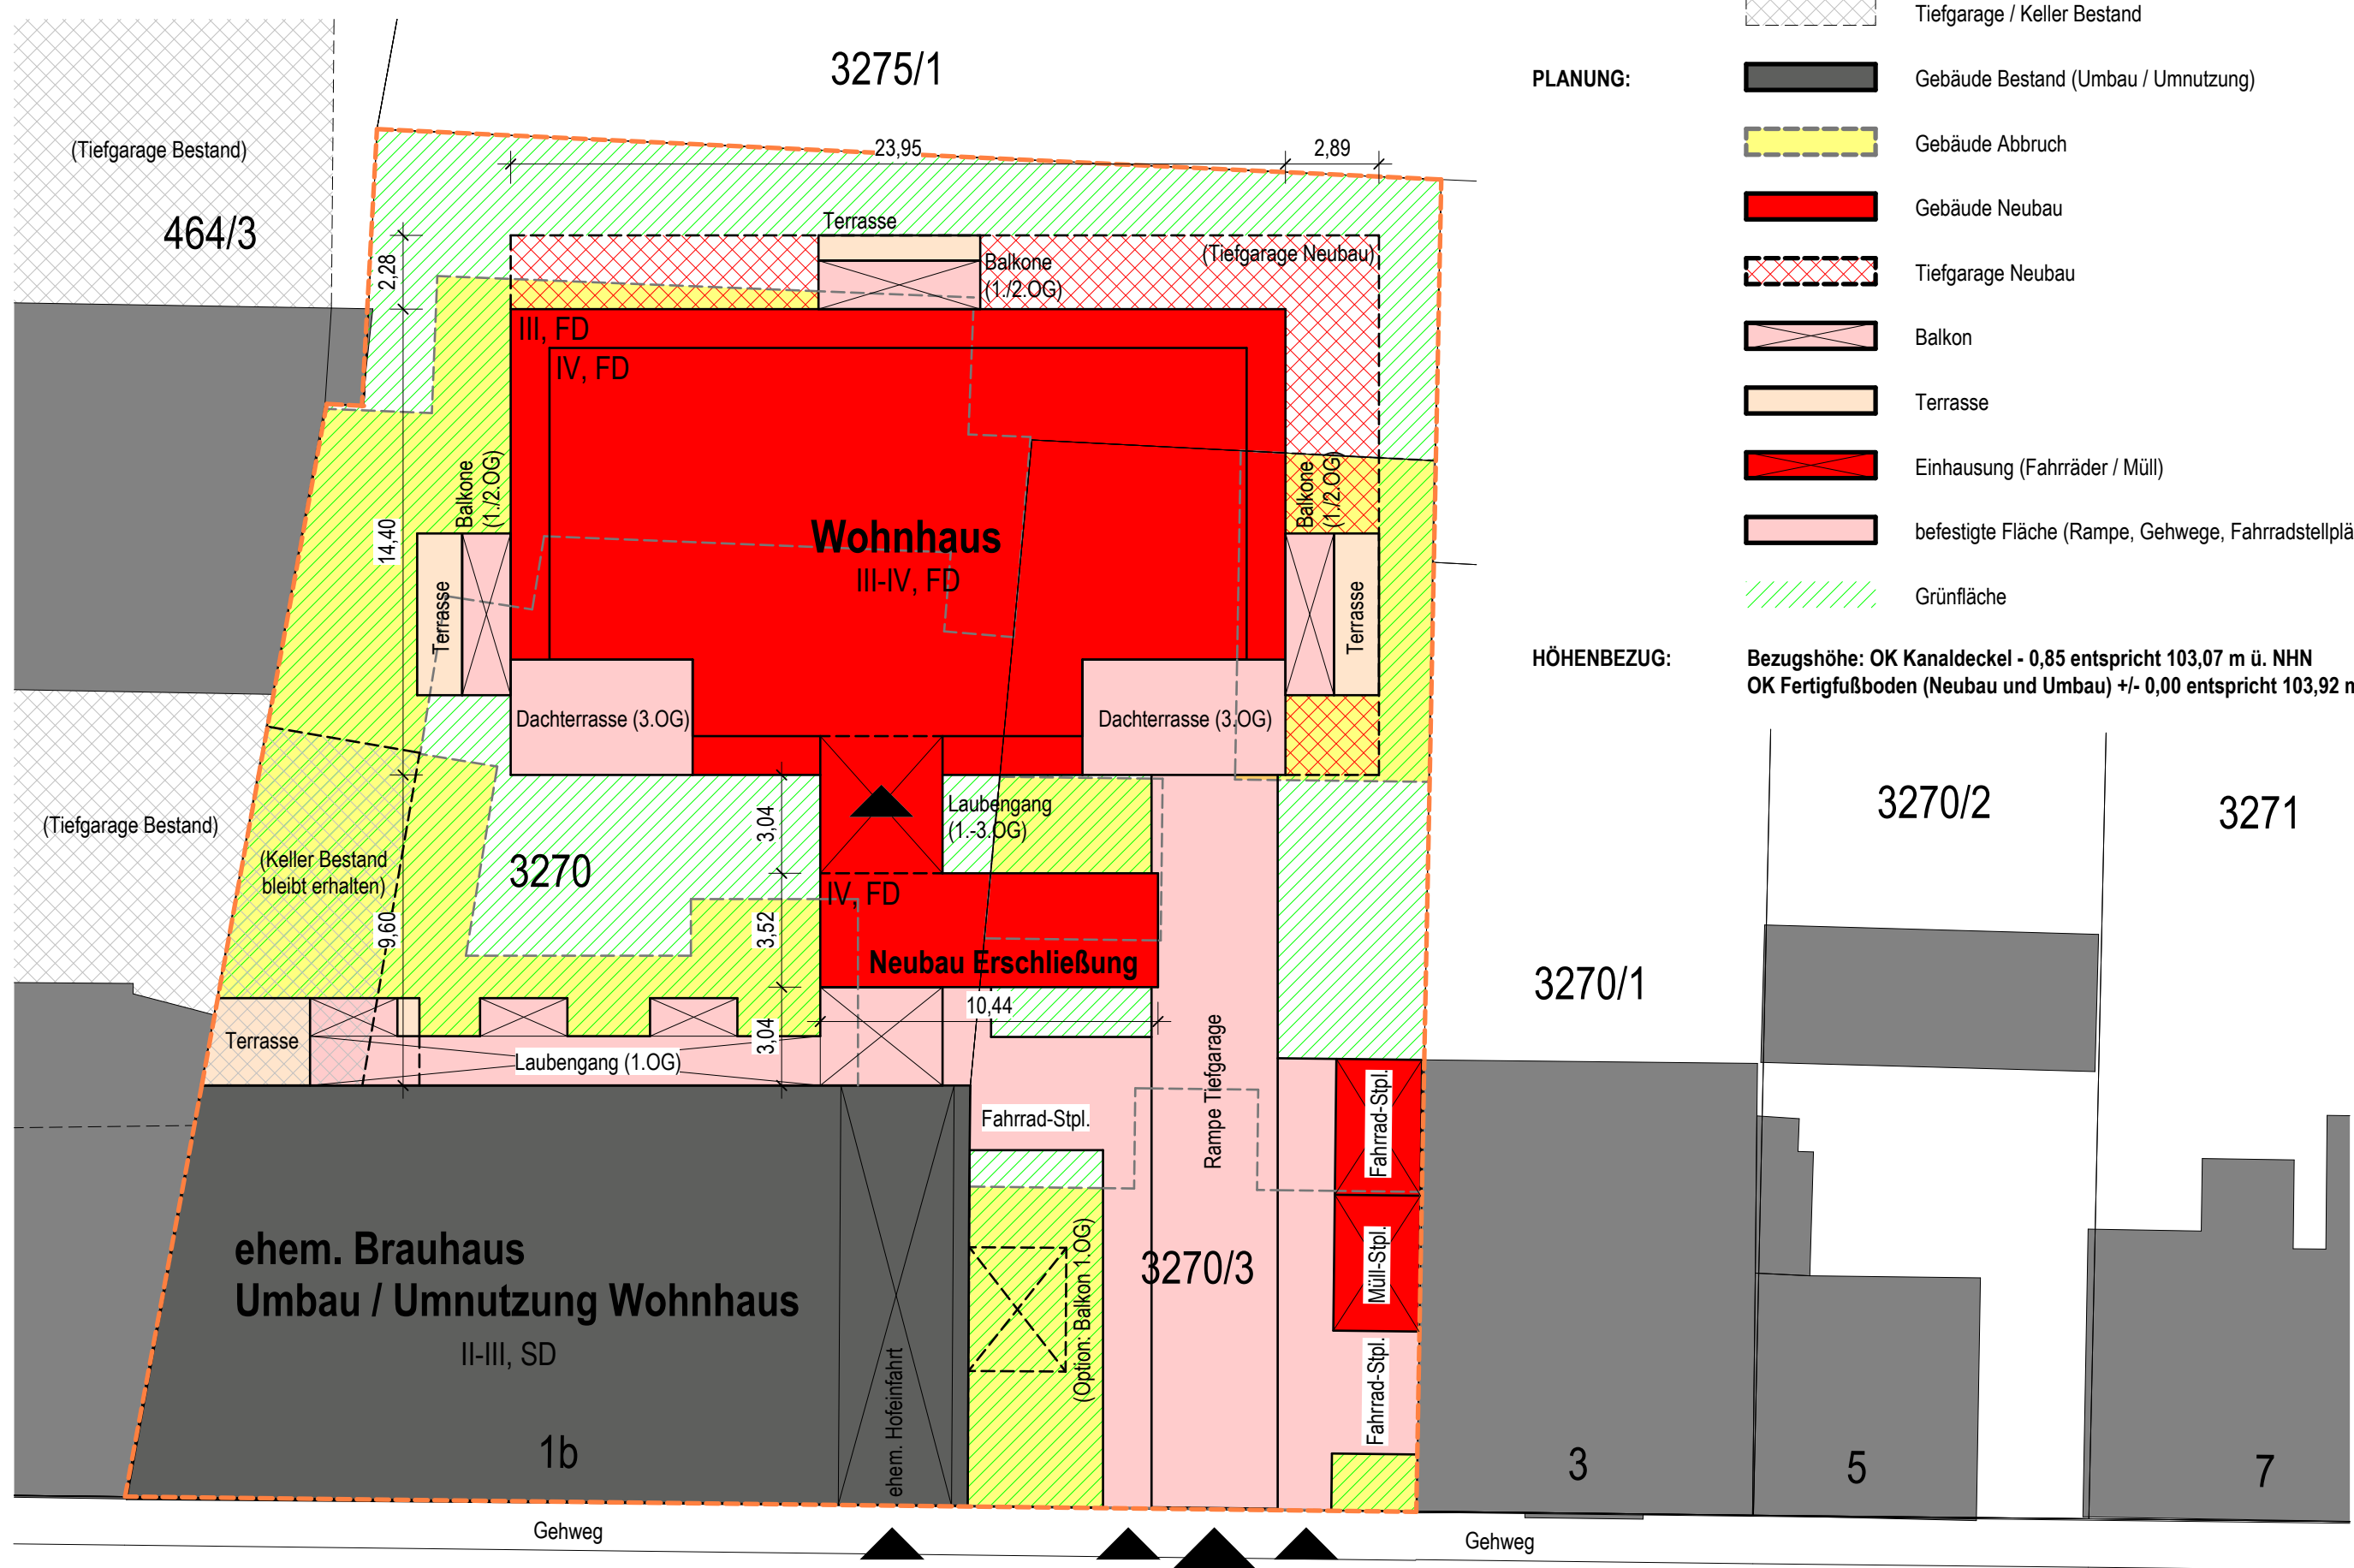 Tiefgarage / Keller Bestand
3275/1
PLANUNG:
Gebäude Bestand (Umbau / Umnutzung)
(Tiefgarage Bestand)
23,95
2,89
Gebäude Abbruch
464/3
Terrasse
Gebäude Neubau
2,28
Balkone
(1./2.OG)
(Tiefgarage Neubau)
Tiefgarage Neubau
III, FD
IV, FD
Balkon
Terrasse
Balkone
(1./2.OG)
Balkone
(1./2.OG)
Einhausung (Fahrräder / Müll)
14,40
Wohnhaus
III-IV, FD
befestigte Fläche (Rampe, Gehwege, Fahrradstellplä
Terrasse
Terrasse
Grünfläche
HÖHENBEZUG:
Bezugshöhe: OK Kanaldeckel - 0,85 entspricht 103,07 m ü. NHN
OK Fertigfußboden (Neubau und Umbau) +/- 0,00 entspricht 103,92 m
Dachterrasse (3.OG)
Dachterrasse (3.OG)
3270/2
3271
(Tiefgarage Bestand)
3,04
Laubengang
(1.-3.OG)
(Keller Bestand
bleibt erhalten)
3270
IV, FD
9,60
3,52
Neubau Erschließung
3270/1
10,44
Terrasse
3,04
Laubengang (1.OG)
Rampe Tiefgarage
Fahrrad-Stpl.
Fahrrad-Stpl.
ehem. Brauhaus
Umbau / Umnutzung Wohnhaus
II-III, SD
(Option: Balkon 1.OG)
3270/3
Müll-Stpl.
ehem. Hofeinfahrt
Fahrrad-Stpl.
1b
3
5
7
Gehweg
Gehweg